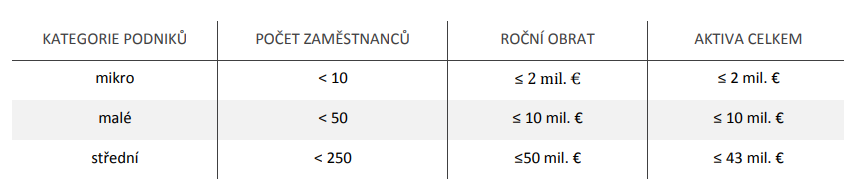 KATEGORIE PODNIKŮ POČET ZAMĚSTNANCŮ ROČNÍ OBRAT AKTIVA CELKEM
mikro < 10 ≤ 2 mil. € ≤ 2 mil. €
malé < 50 ≤ 10 mil. € ≤ 10 mil. €
střední < 250 ≤50 mil. € ≤ 43 mil. €